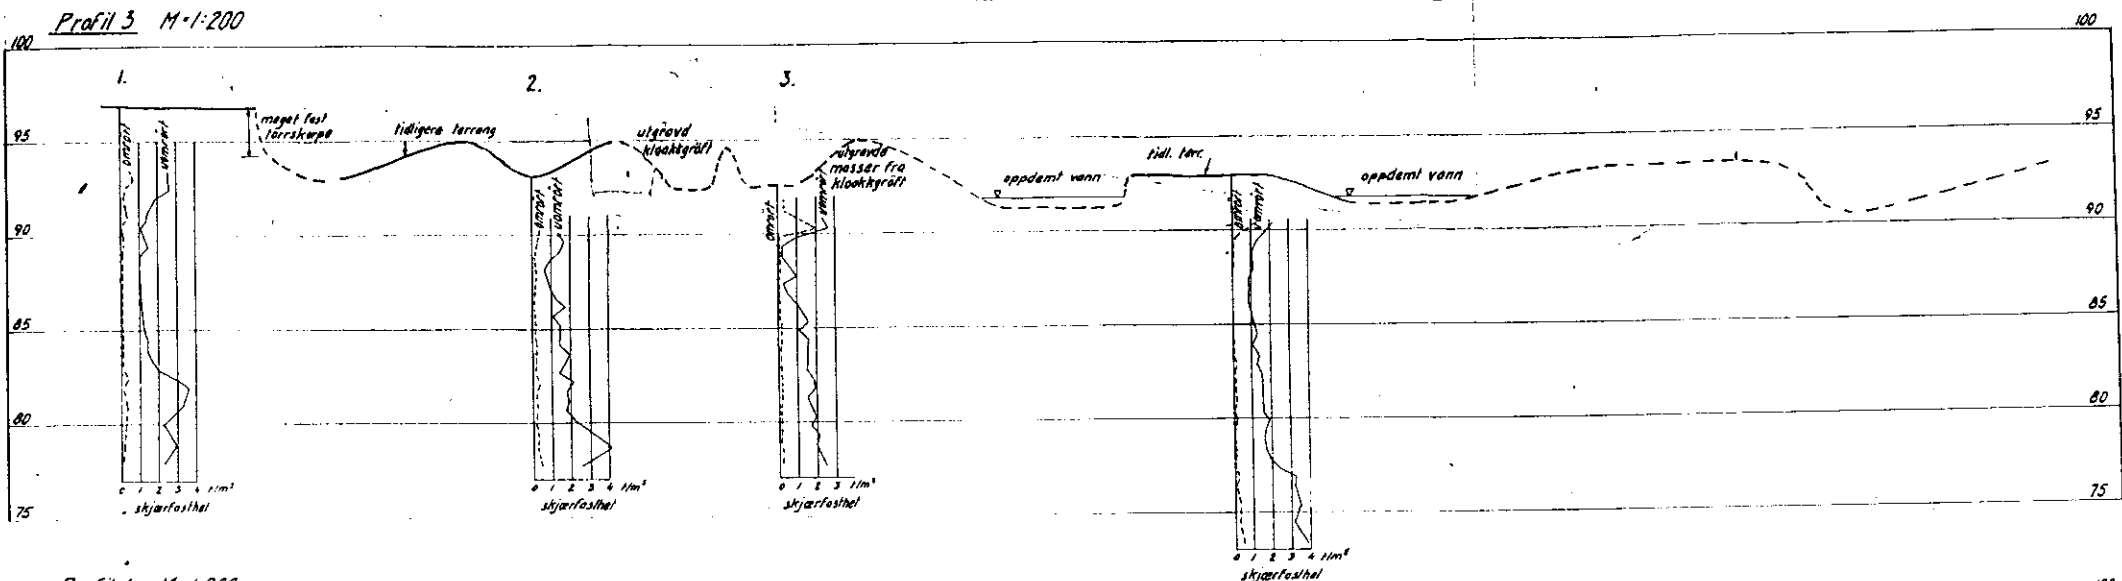 Profil 3 M=1:200
100
100
1.
2.
3.
meget fast
tørrskorpe
tidligere terreng
utgravd
kloakkgrøft
utgravde
masser fra
kloakkgrøft
oppdemt vann
tidl. terr.
oppdemt vann
95
95
omrørt
uomrørt
omrørt
uomrørt
omrørt
uomrørt
omrørt
uomrørt
90
90
85
85
80
80
75
75
0 1 2 3 4 t/m²
skjærfasthet
0 1 2 3 4 t/m²
skjærfasthet
0 1 2 3 t/m²
skjærfasthet
0 1 2 3 4 t/m²
skjærfasthet